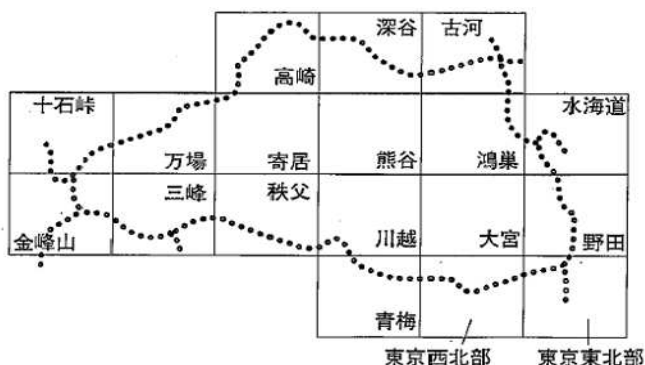 深谷 古河
高崎
十石峠 水海道
万場 寄居 熊谷 鴻巣
三峰 秩父
金峰山 川越 大宮 野田
青梅
東京西北部 東京東北部